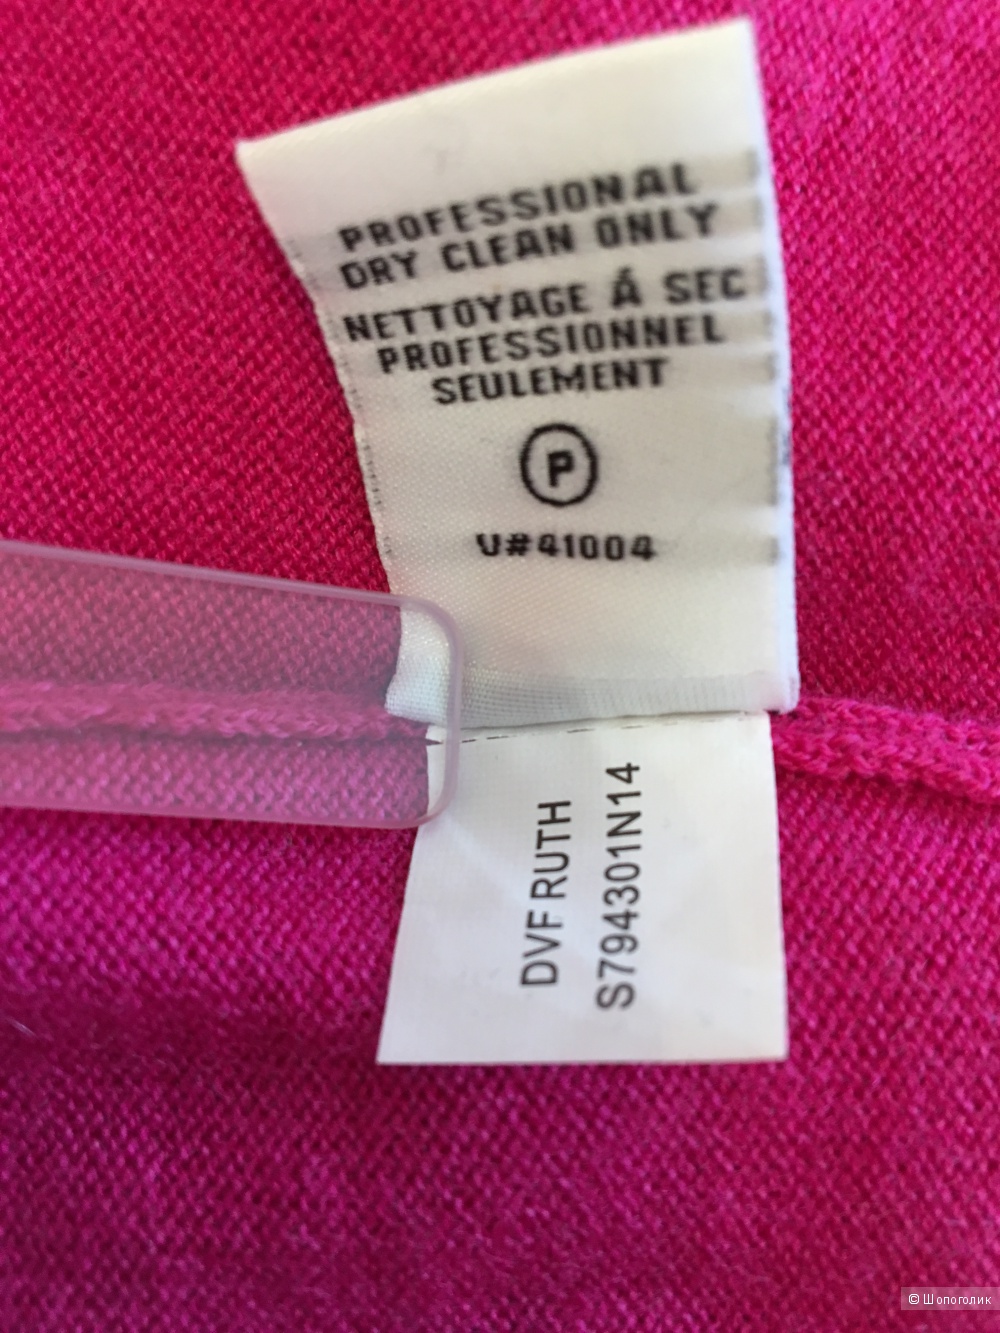 PROFESSIONAL
DRY CLEAN ONLY
NETTOYAGE Á SEC
PROFESSIONNEL
SEULEMENT
P
V#41004
DVF RUTH
S794301N14
© Шопоголик